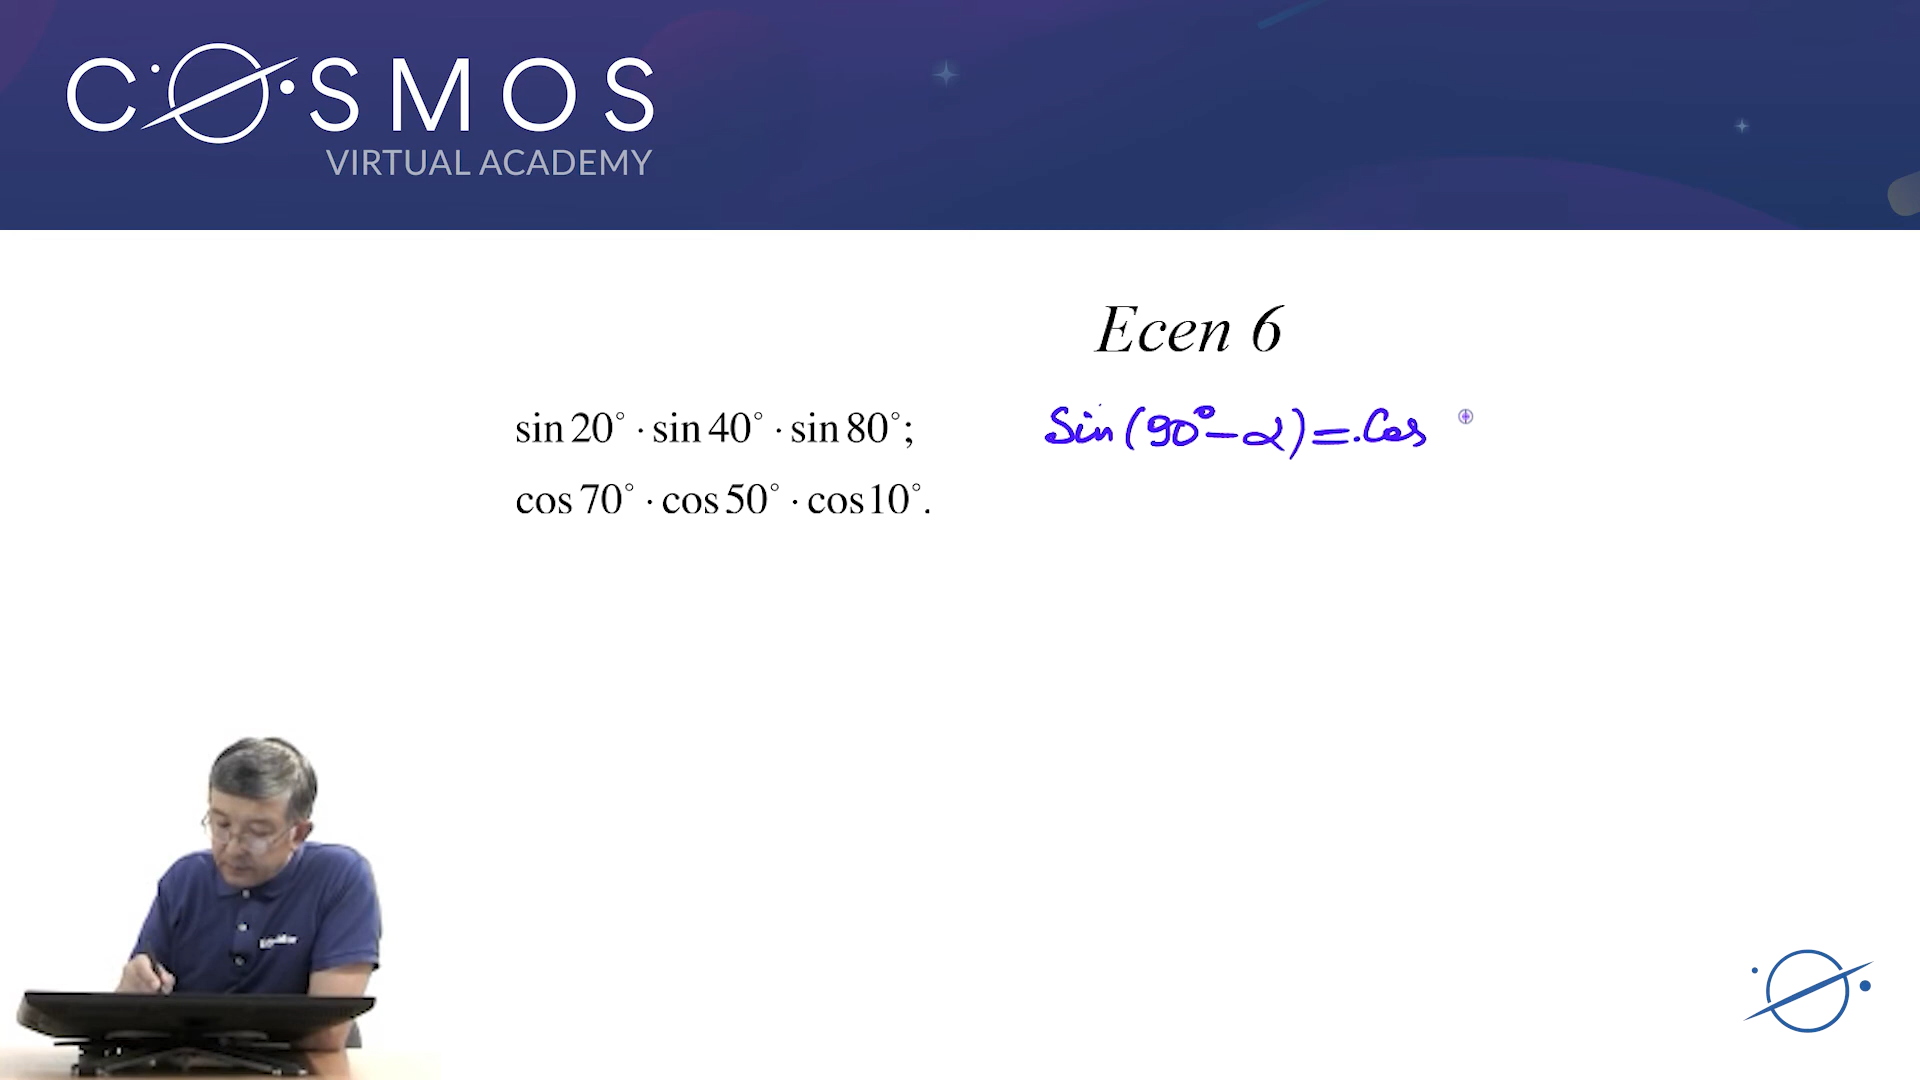 COSMOS
VIRTUAL ACADEMY
Есеп 6
sin 20° · sin 40° · sin 80°;
Sin(90°-α)=.Cos
cos 70° · cos 50° · cos 10°.